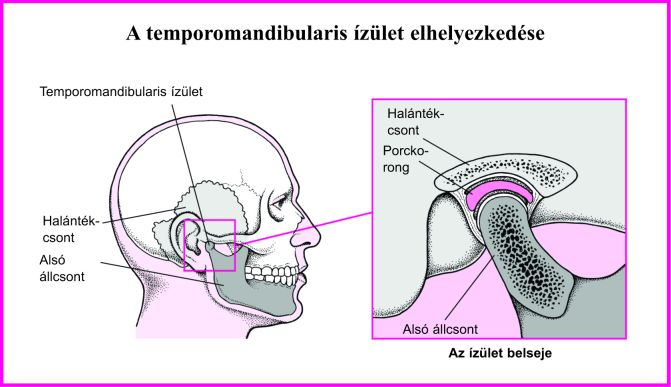 A temporomandibularis ízület elhelyezkedése
Temporomandibularis ízület
Halánték-
csont
Alsó
állcsont
Halánték-
csont
Porcko-
rong
Alsó állcsont
Az ízület belseje